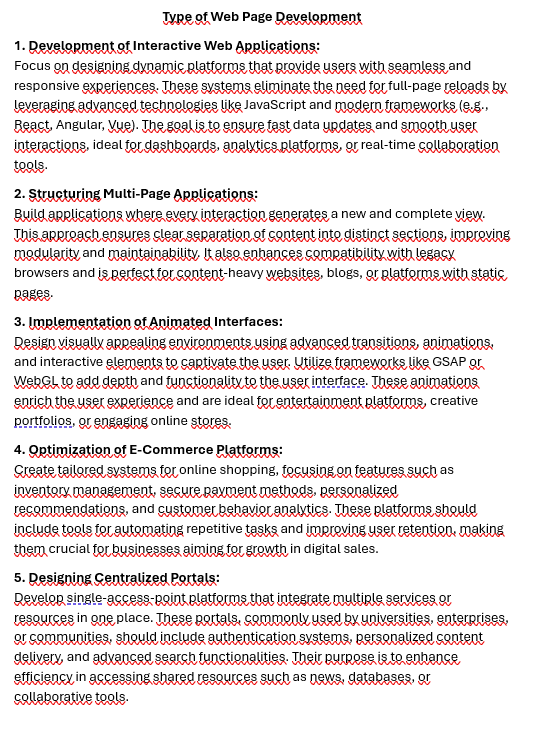 Type of Web Page Development
1. Development of Interactive Web Applications:
Focus on designing dynamic platforms that provide users with seamless and
responsive experiences. These systems eliminate the need for full-page reloads by
leveraging advanced technologies like JavaScript and modern frameworks (e.g.,
React, Angular, Vue). The goal is to ensure fast data updates and smooth user
interactions, ideal for dashboards, analytics platforms, or real-time collaboration
tools.
2. Structuring Multi-Page Applications:
Build applications where every interaction generates a new and complete view.
This approach ensures clear separation of content into distinct sections, improving
modularity and maintainability. It also enhances compatibility with legacy
browsers and is perfect for content-heavy websites, blogs, or platforms with static
pages.
3. Implementation of Animated Interfaces:
Design visually appealing environments using advanced transitions, animations,
and interactive elements to captivate the user. Utilize frameworks like GSAP or
WebGL to add depth and functionality to the user interface. These animations
enrich the user experience and are ideal for entertainment platforms, creative
portfolios, or engaging online stores.
4. Optimization of E-Commerce Platforms:
Create tailored systems for online shopping, focusing on features such as
inventory management, secure payment methods, personalized
recommendations, and customer behavior analytics. These platforms should
include tools for automating repetitive tasks and improving user retention, making
them crucial for businesses aiming for growth in digital sales.
5. Designing Centralized Portals:
Develop single-access-point platforms that integrate multiple services or
resources in one place. These portals, commonly used by universities, enterprises,
or communities, should include authentication systems, personalized content
delivery, and advanced search functionalities. Their purpose is to enhance
efficiency in accessing shared resources such as news, databases, or
collaborative tools.